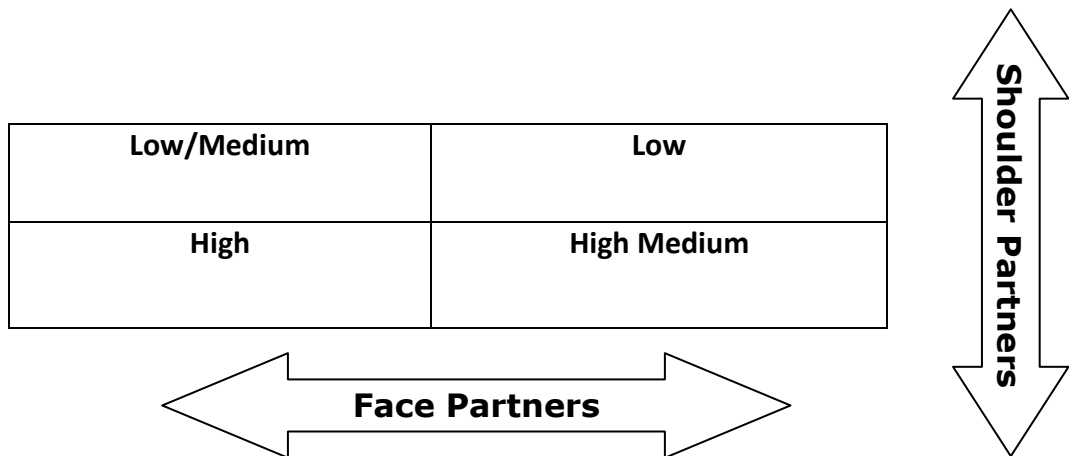 Low/Medium
Low
High
High Medium
Face Partners
Shoulder Partners